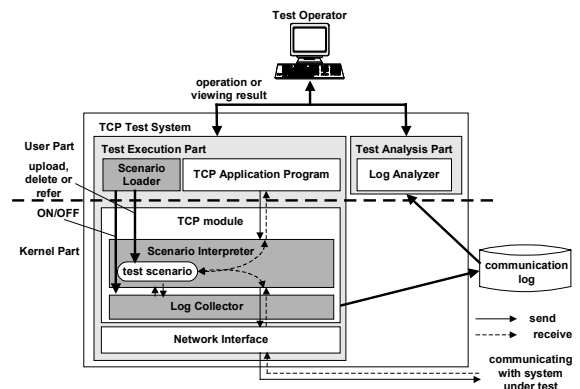 Test Operator
operation or
viewing result
TCP Test System
User Part
Test Execution Part
Test Analysis Part
upload,
delete or
refer
Scenario
Loader
TCP Application Program
Log Analyzer
ON/OFF
TCP module
Kernel Part
Scenario Interpreter
test scenario
communication
log
Log Collector
send
Network Interface
receive
communicating
with system
under test